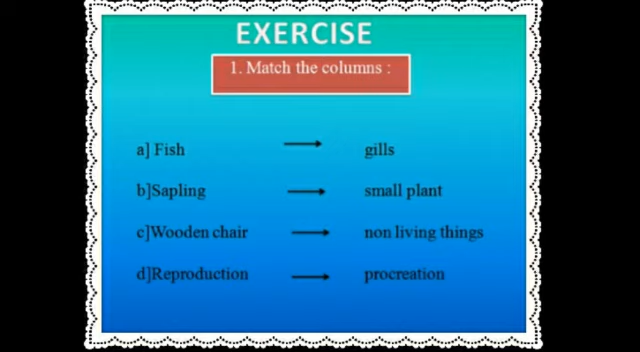 EXERCISE
1. Match the columns :
a] Fish → gills
b]Sapling → small plant
c]Wooden chair → non living things
d]Reproduction → procreation